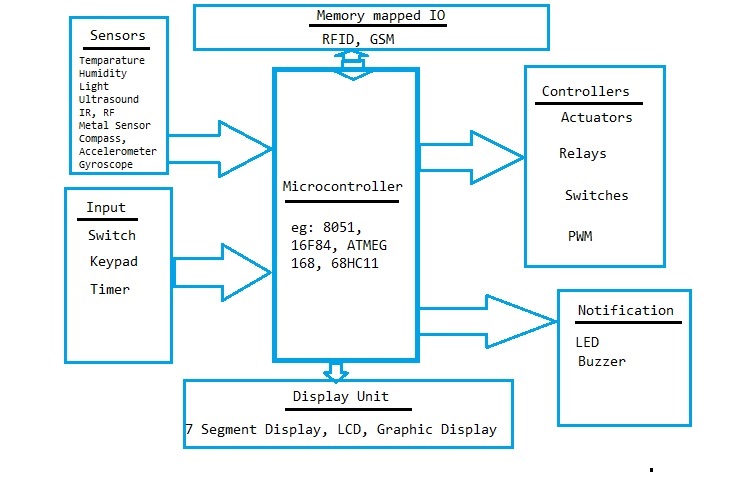 Memory mapped IO
RFID, GSM
Sensors
Temparature
Humidity
Light
Ultrasound
IR, RF
Metal Sensor
Compass,
Accelerometer
Gyroscope
Input
Switch
Keypad
Timer
Microcontroller
eg: 8051,
16F84, ATMEG
168, 68HC11
Controllers
Actuators
Relays
Switches
PWM
Notification
LED
Buzzer
Display Unit
7 Segment Display, LCD, Graphic Display